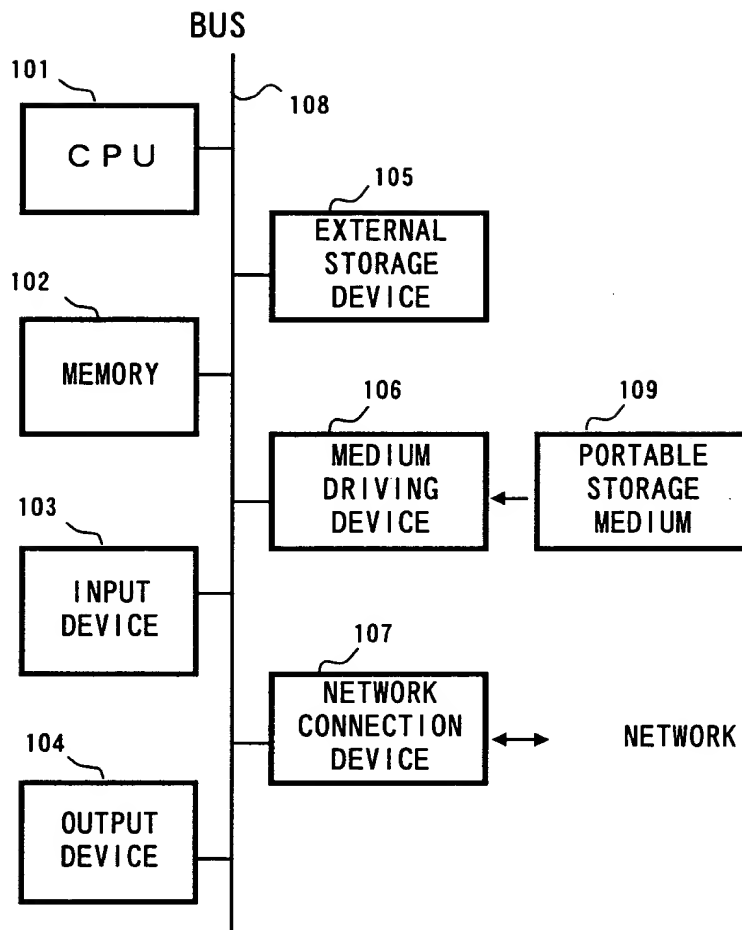 BUS
101
108
CPU
105
EXTERNAL
STORAGE
DEVICE
102
MEMORY
106
109
MEDIUM
DRIVING
DEVICE
PORTABLE
STORAGE
MEDIUM
103
INPUT
DEVICE
107
NETWORK
CONNECTION
DEVICE
NETWORK
104
OUTPUT
DEVICE